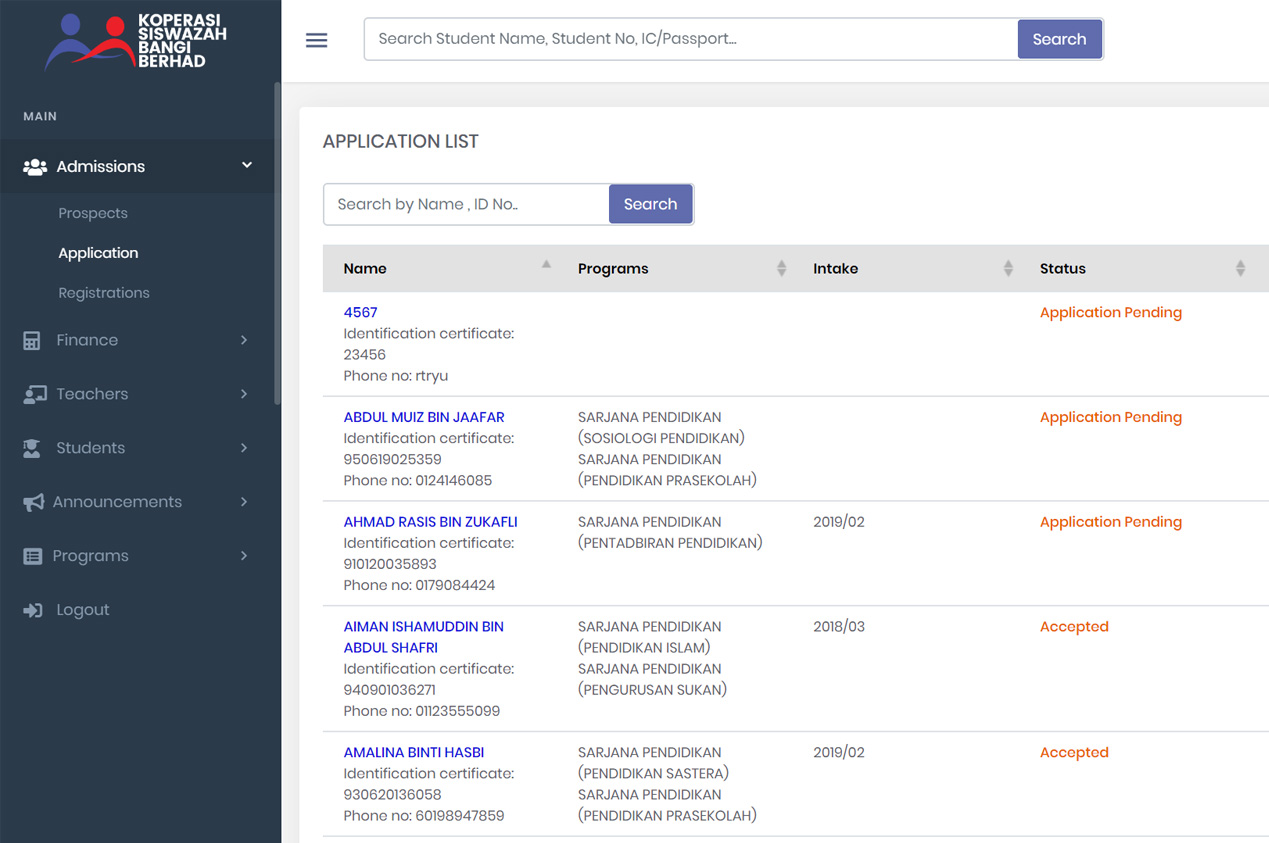 KOPERASI
SISWAZAH
BANGI
BERHAD
MAIN
Admissions
Prospects
Application
Registrations
Finance
Teachers
Students
Announcements
Programs
Logout
Search Student Name, Student No, IC/Passport...
Search
APPLICATION LIST
Search by Name , ID No..
Search
Name Programs Intake Status
4567 Application Pending
Identification certificate:
23456
Phone no: rtryu
ABDUL MUIZ BIN JAAFAR SARJANA PENDIDIKAN Application Pending
Identification certificate: (SOSIOLOGI PENDIDIKAN)
950619025359 SARJANA PENDIDIKAN
Phone no: 0124146085 (PENDIDIKAN PRASEKOLAH)
AHMAD RASIS BIN ZUKAFLI SARJANA PENDIDIKAN 2019/02 Application Pending
Identification certificate: (PENTADBIRAN PENDIDIKAN)
910120035893
Phone no: 0179084424
AIMAN ISHAMUDDIN BIN SARJANA PENDIDIKAN 2018/03 Accepted
ABDUL SHAFRI (PENDIDIKAN ISLAM)
Identification certificate: SARJANA PENDIDIKAN
940901036271 (PENGURUSAN SUKAN)
Phone no: 01123555099
AMALINA BINTI HASBI SARJANA PENDIDIKAN 2019/02 Accepted
Identification certificate: (PENDIDIKAN SASTERA)
930620136058 SARJANA PENDIDIKAN
Phone no: 60198947859 (PENDIDIKAN PRASEKOLAH)